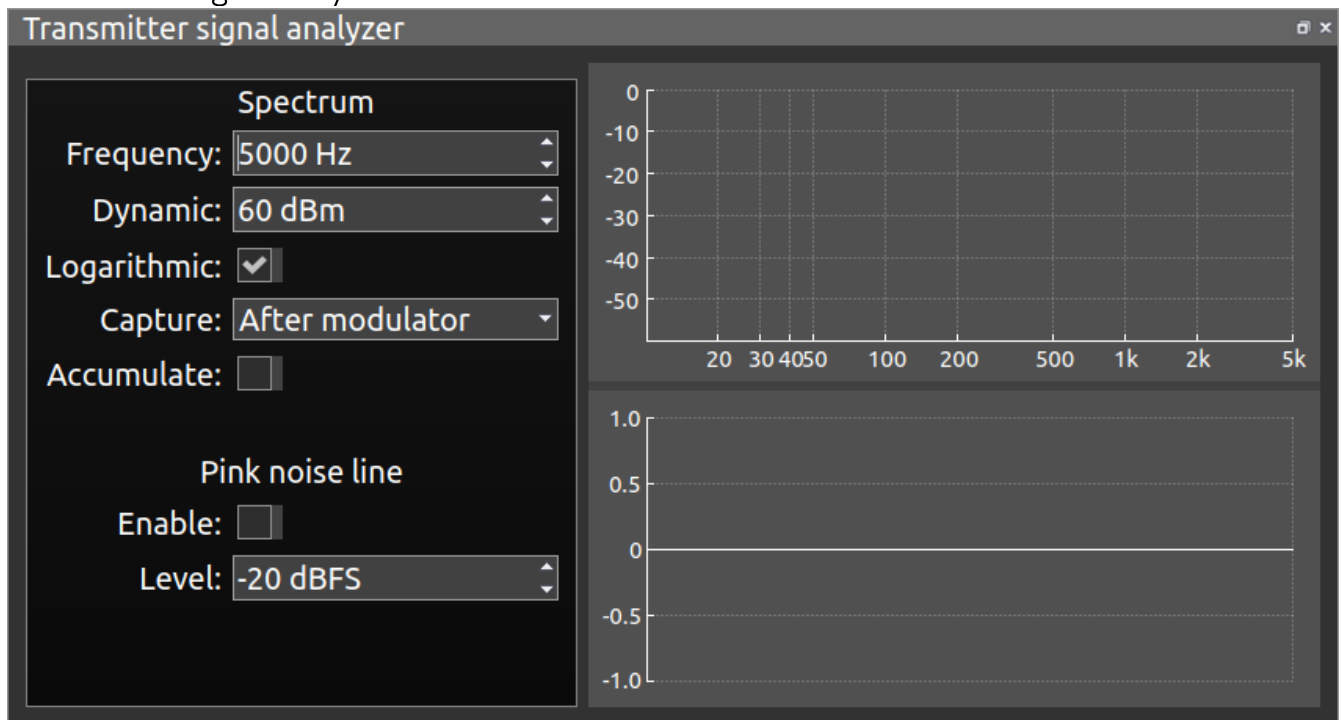 Transmitter signal analyzer
Spectrum
Frequency: 5000 Hz
Dynamic: 60 dBm
Logarithmic:
Capture: After modulator
Accumulate:
Pink noise line
Enable:
Level: -20 dBFS
0
-10
-20
-30
-40
-50
20 30 40 50 100 200 500 1k 2k 5k
1.0
0.5
0
-0.5
-1.0